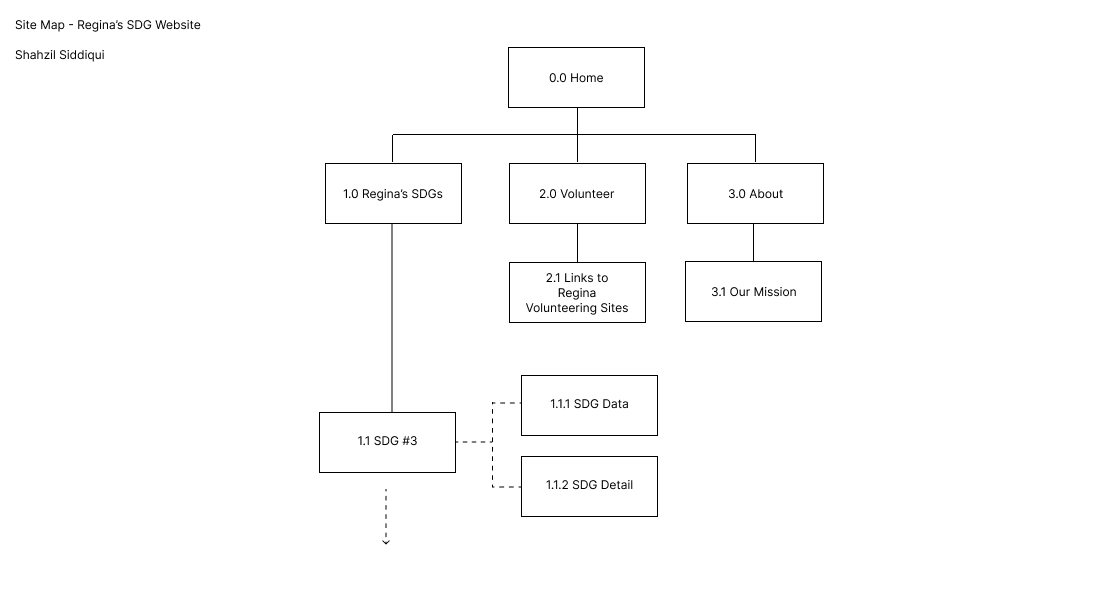 Site Map - Regina’s SDG Website
Shahzil Siddiqui
0.0 Home
1.0 Regina’s SDGs
2.0 Volunteer
3.0 About
2.1 Links to
Regina
Volunteering Sites
3.1 Our Mission
1.1 SDG #3
1.1.1 SDG Data
1.1.2 SDG Detail